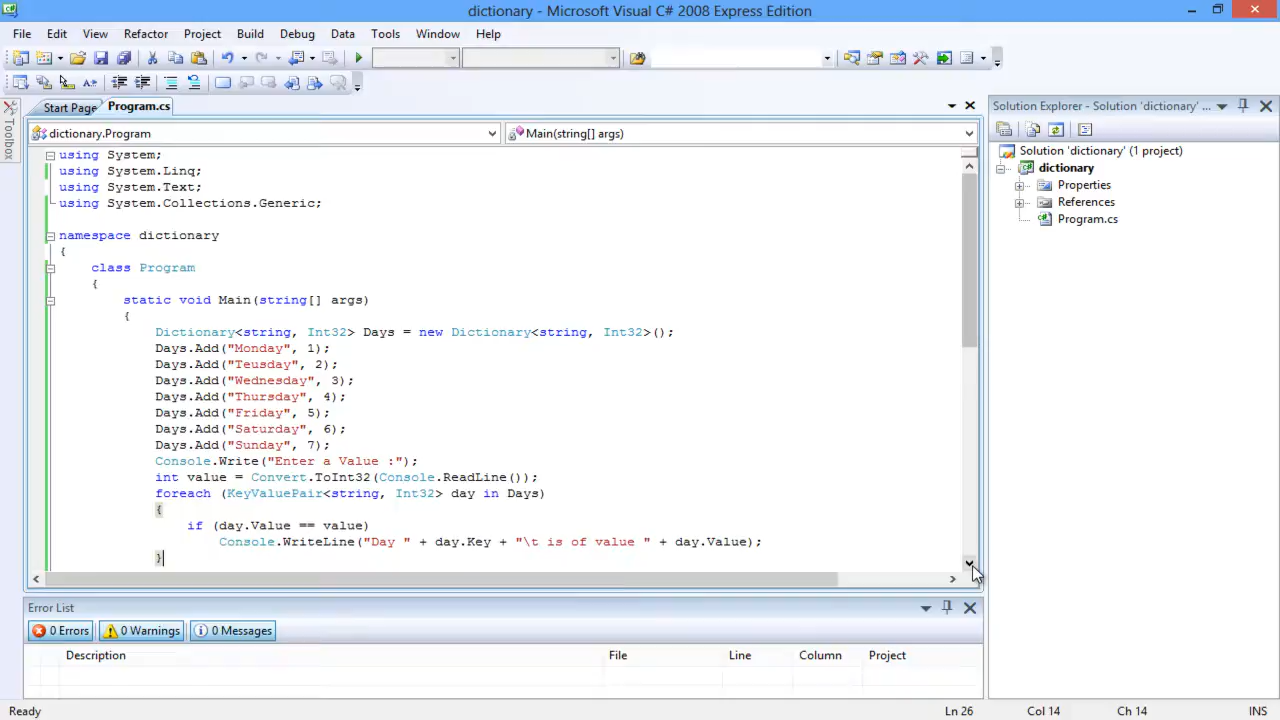 dictionary - Microsoft Visual C# 2008 Express Edition
File Edit View Refactor Project Build Debug Data Tools Window Help
Toolbox
Start Page Program.cs
dictionary.Program Main(string[] args)
using System;
using System.Linq;
using System.Text;
using System.Collections.Generic;
namespace dictionary
{
class Program
{
static void Main(string[] args)
{
Dictionary<string, Int32> Days = new Dictionary<string, Int32>();
Days.Add("Monday", 1);
Days.Add("Teusday", 2);
Days.Add("Wednesday", 3);
Days.Add("Thursday", 4);
Days.Add("Friday", 5);
Days.Add("Saturday", 6);
Days.Add("Sunday", 7);
Console.Write("Enter a Value :");
int value = Convert.ToInt32(Console.ReadLine());
foreach (KeyValuePair<string, Int32> day in Days)
{
if (day.Value == value)
Console.WriteLine("Day " + day.Key + "\t is of value " + day.Value);
}
Solution Explorer - Solution 'dictionary' ...
Solution 'dictionary' (1 project)
dictionary
Properties
References
Program.cs
Error List
0 Errors 0 Warnings 0 Messages
Description File Line Column Project
Ready Ln 26 Col 14 Ch 14 INS